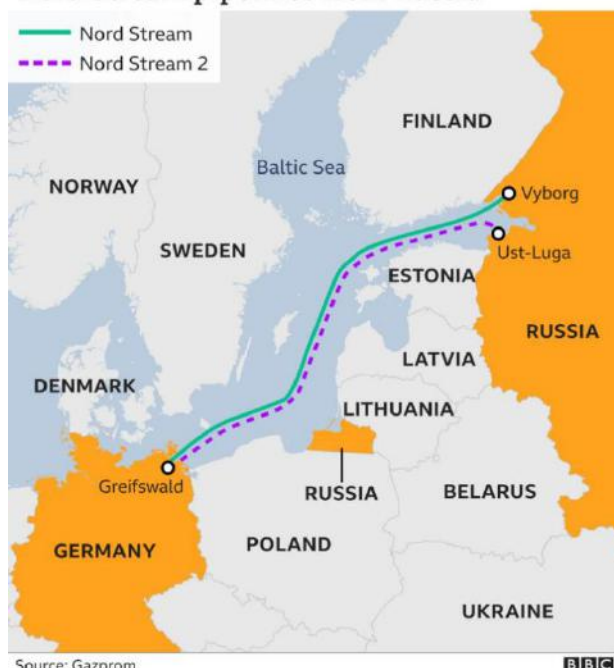 Nord Stream
Nord Stream 2
FINLAND
Baltic Sea
NORWAY
Vyborg
SWEDEN
Ust-Luga
ESTONIA
RUSSIA
LATVIA
DENMARK
LITHUANIA
Greifswald
RUSSIA
BELARUS
GERMANY
POLAND
UKRAINE
Source: Gazprom
BBC